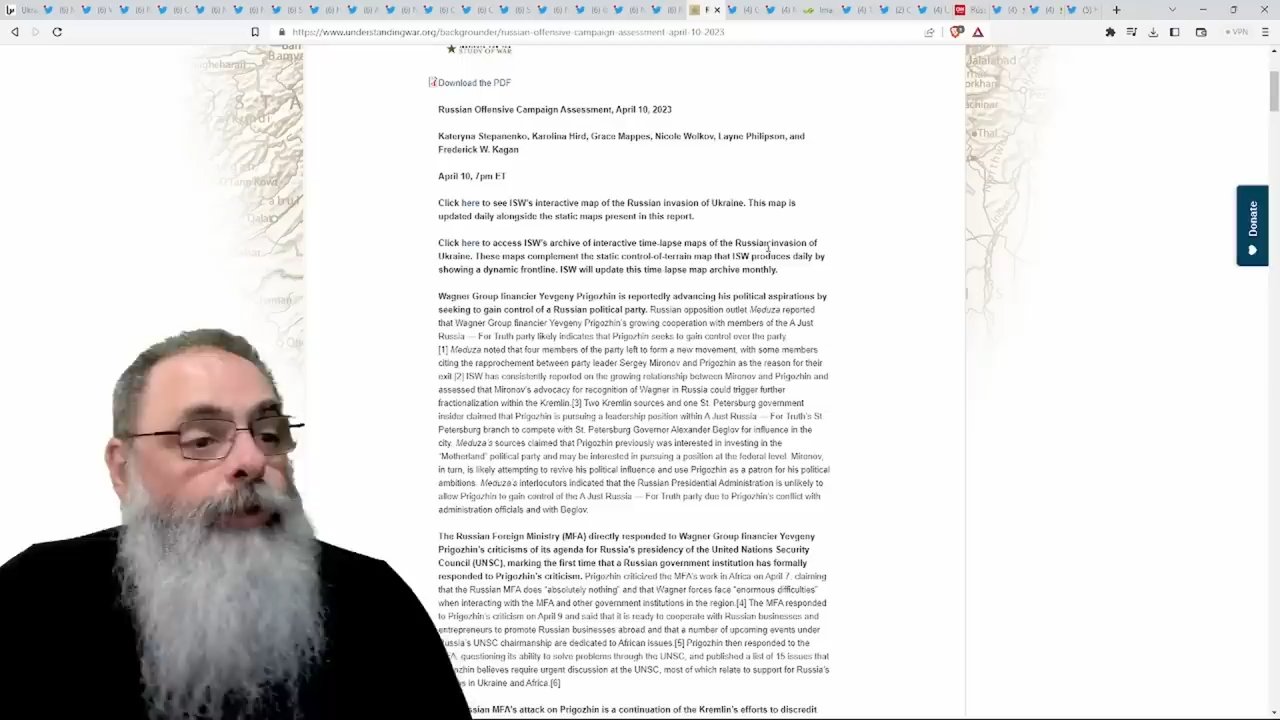 https://www.understandingwar.org/backgrounder/russian-offensive-campaign-assessment-april-10-2023
VPN
STUDY OF WAR
Download the PDF
Russian Offensive Campaign Assessment, April 10, 2023
Kateryna Stepanenko, Karolina Hird, Grace Mappes, Nicole Wolkov, Layne Philipson, and
Frederick W. Kagan
April 10, 7pm ET
Click here to see ISW's interactive map of the Russian invasion of Ukraine. This map is
updated daily alongside the static maps present in this report.
Click here to access ISW's archive of interactive time-lapse maps of the Russian invasion of
Ukraine. These maps complement the static control-of-terrain map that ISW produces daily by
showing a dynamic frontline. ISW will update this time-lapse map archive monthly.
Wagner Group financier Yevgeny Prigozhin is reportedly advancing his political aspirations by
seeking to gain control of a Russian political party. Russian opposition outlet Meduza reported
that Wagner Group financier Yevgeny Prigozhin's growing cooperation with members of the A Just
Russia — For Truth party likely indicates that Prigozhin seeks to gain control over the party.
[1] Meduza noted that four members of the party left to form a new movement, with some members
citing the rapprochement between party leader Sergey Mironov and Prigozhin as the reason for their
exit.[2] ISW has consistently reported on the growing relationship between Mironov and Prigozhin and
assessed that Mironov's advocacy for recognition of Wagner in Russia could trigger further
fractionalization within the Kremlin.[3] Two Kremlin sources and one St. Petersburg government
insider claimed that Prigozhin is pursuing a leadership position within A Just Russia — For Truth's St.
Petersburg branch to compete with St. Petersburg Governor Alexander Beglov for influence in the
city. Meduza's sources claimed that Prigozhin previously was interested in investing in the
"Motherland" political party and may be interested in pursuing a position at the federal level. Mironov,
in turn, is likely attempting to revive his political influence and use Prigozhin as a patron for his political
ambitions. Meduza's interlocutors indicated that the Russian Presidential Administration is unlikely to
allow Prigozhin to gain control of the A Just Russia — For Truth party due to Prigozhin's conflict with
administration officials and with Beglov.
The Russian Foreign Ministry (MFA) directly responded to Wagner Group financier Yevgeny
Prigozhin's criticisms of its agenda for Russia's presidency of the United Nations Security
Council (UNSC), marking the first time that a Russian government institution has formally
responded to Prigozhin's criticism. Prigozhin criticized the MFA's work in Africa on April 7, claiming
that the Russian MFA does "absolutely nothing" and that Wagner forces face "enormous difficulties"
when interacting with the MFA and other government institutions in the region.[4] The MFA responded
to Prigozhin's criticism on April 9 and said that it is ready to cooperate with Russian businesses and
entrepreneurs to promote Russian businesses abroad and that a number of upcoming events under
ussia's UNSC chairmanship are dedicated to African issues.[5] Prigozhin then responded to the
FA, questioning its ability to solve problems through the UNSC, and published a list of 15 issues that
ozhin believes require urgent discussion at the UNSC, most of which relate to support for Russia's
es in Ukraine and Africa.[6]
ssian MFA's attack on Prigozhin is a continuation of the Kremlin's efforts to discredit
Donate